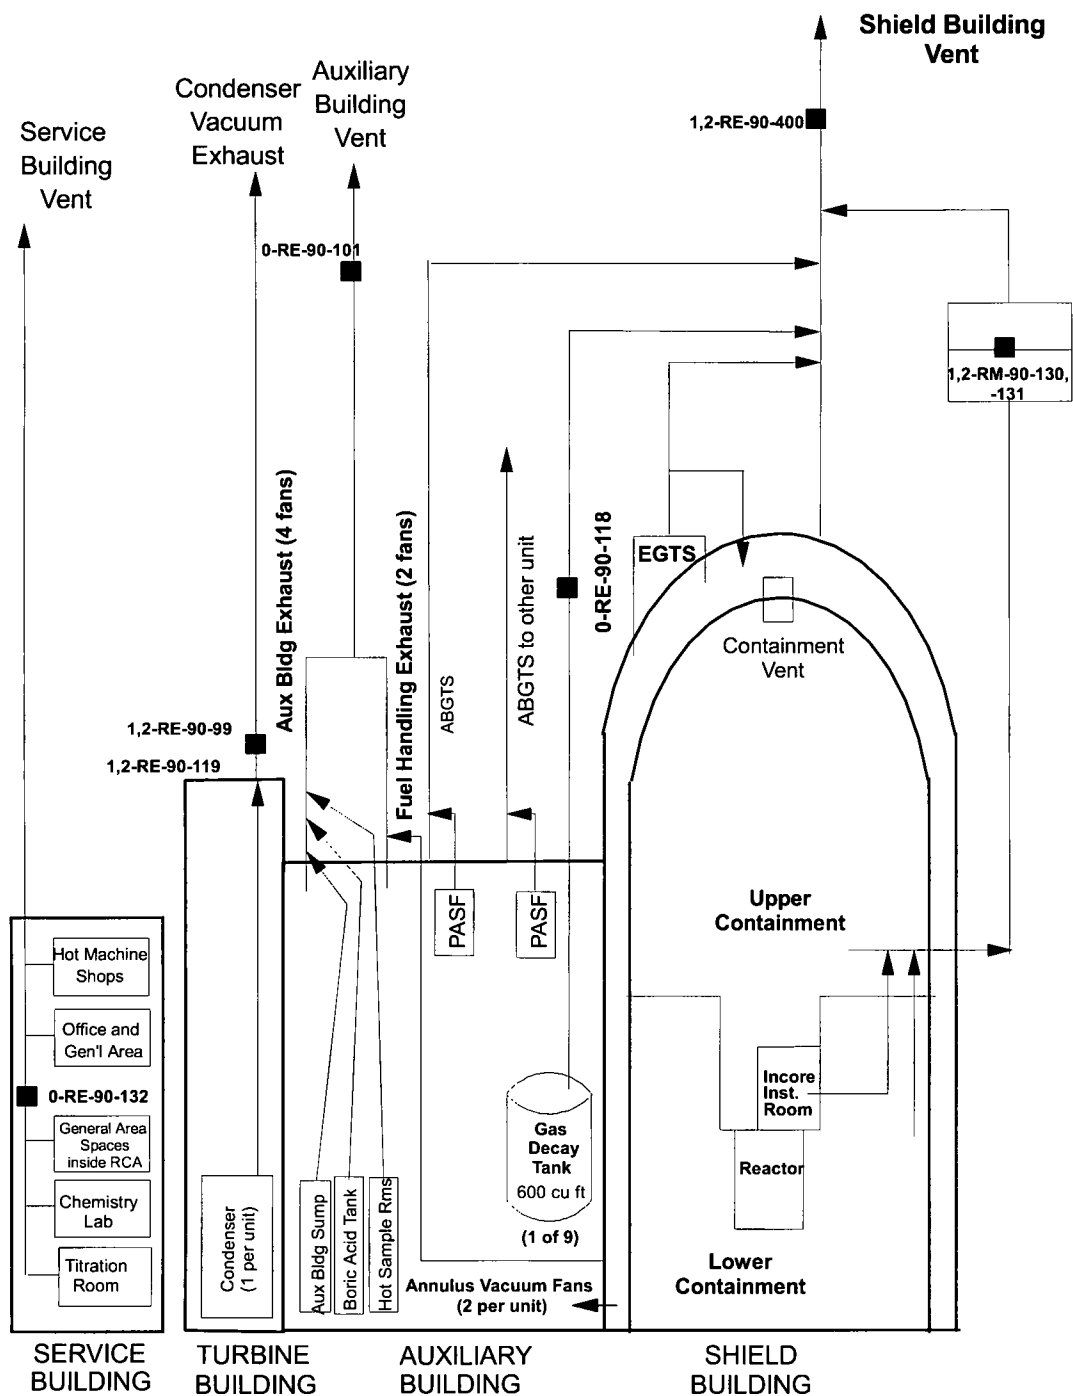 Shield Building
Vent
Auxiliary
Building
Vent
Condenser
Vacuum
Exhaust
Service
Building
Vent
1,2-RE-90-400
0-RE-90-101
1,2-RM-90-130,
-131
Aux Bldg Exhaust (4 fans)
Fuel Handling Exhaust (2 fans)
ABGTS
ABGTS to other unit
0-RE-90-118
EGTS
Containment
Vent
1,2-RE-90-99
1,2-RE-90-119
PASF
PASF
Upper
Containment
Hot Machine
Shops
Office and
Gen'l Area
0-RE-90-132
General Area
Spaces
inside RCA
Chemistry
Lab
Titration
Room
Condenser
(1 per unit)
Aux Bldg Sump
Boric Acid Tank
Hot Sample Rms
Gas
Decay
Tank
600 cu ft
(1 of 9)
Incore
Inst.
Room
Reactor
Annulus Vacuum Fans
(2 per unit)
Lower
Containment
SERVICE
BUILDING
TURBINE
BUILDING
AUXILIARY
BUILDING
SHIELD
BUILDING